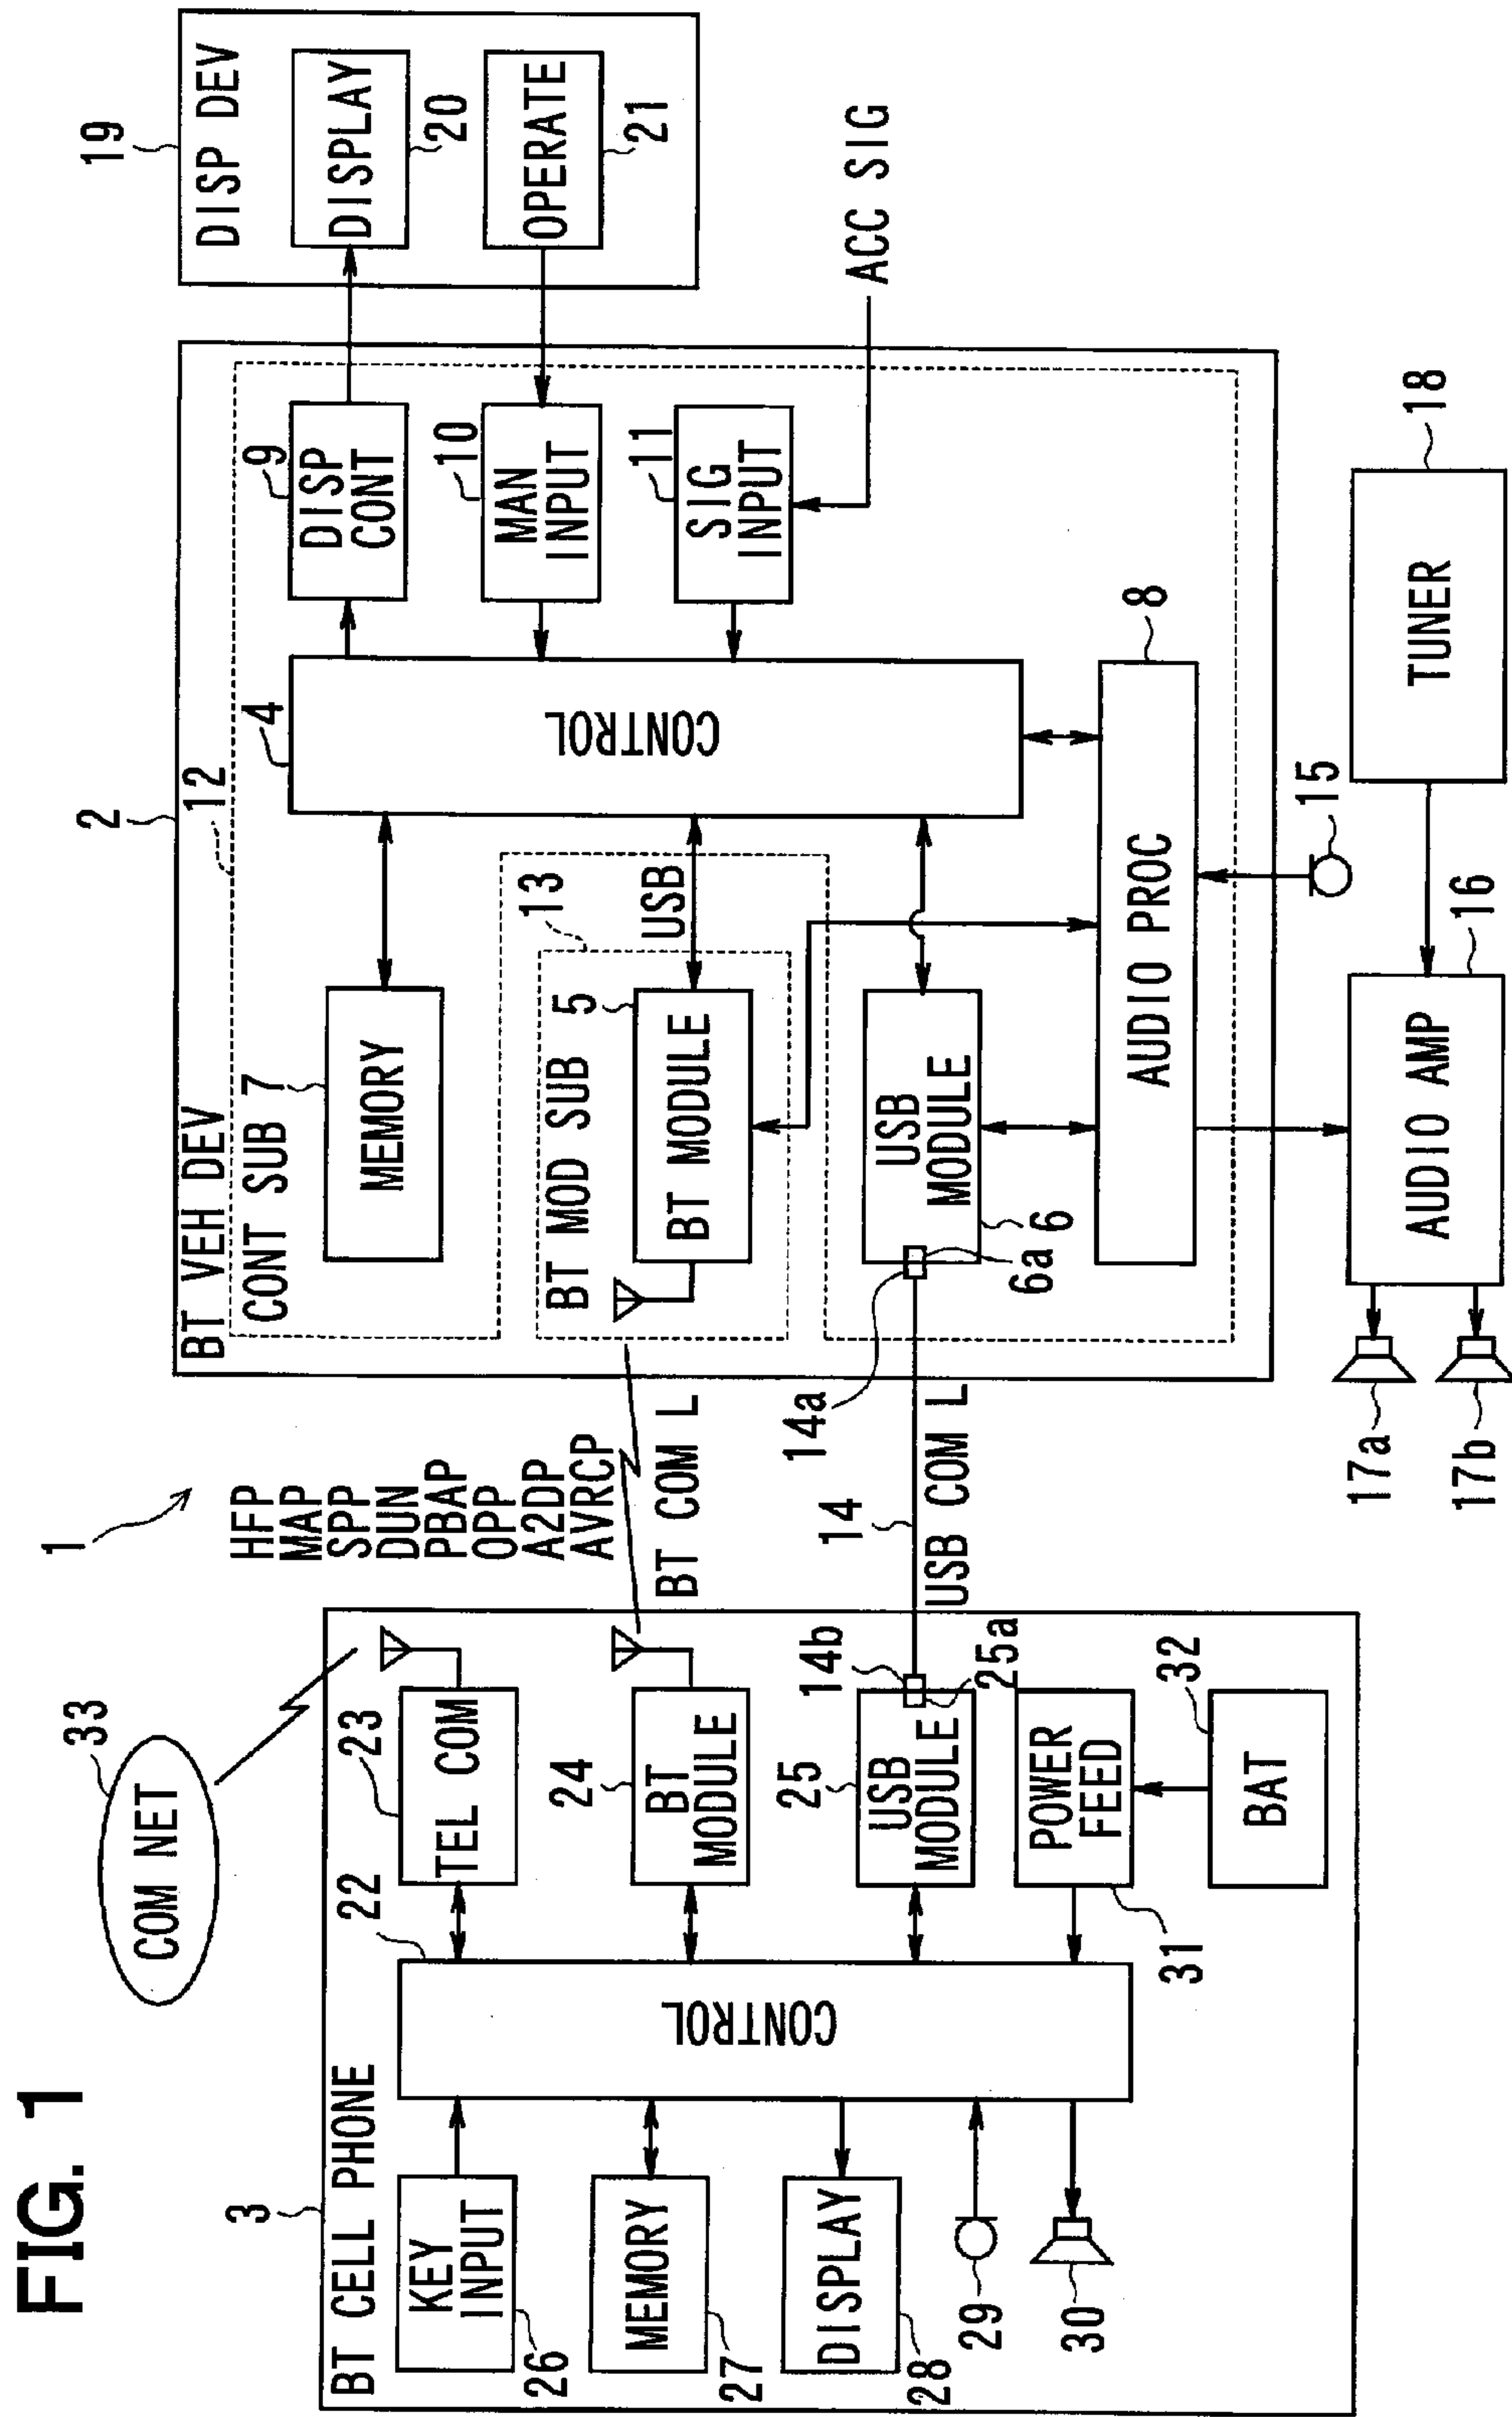 FIG. 1
1
33
COM NET
HFP
MAP
SPP
DUN
PBAP
OPP
A2DP
AVRCP
BT COM L
14
USB COM L
3
BT CELL PHONE
KEY
INPUT
26
MEMORY
27
DISPLAY
28
29
30
22
CONTROL
23
TEL COM
24
BT
MODULE
25
USB
MODULE
14b
25a
POWER
FEED
31
32
BAT
2
BT VEH DEV
12
CONT SUB
7
MEMORY
13
BT MOD SUB
5
BT MODULE
USB
14a
6a
USB
MODULE
6
4
CONTROL
9
DISP
CONT
10
MAN
INPUT
11
SIG
INPUT
8
AUDIO PROC
19
DISP DEV
DISPLAY
20
OPERATE
21
ACC SIG
15
16
AUDIO AMP
17a
17b
18
TUNER